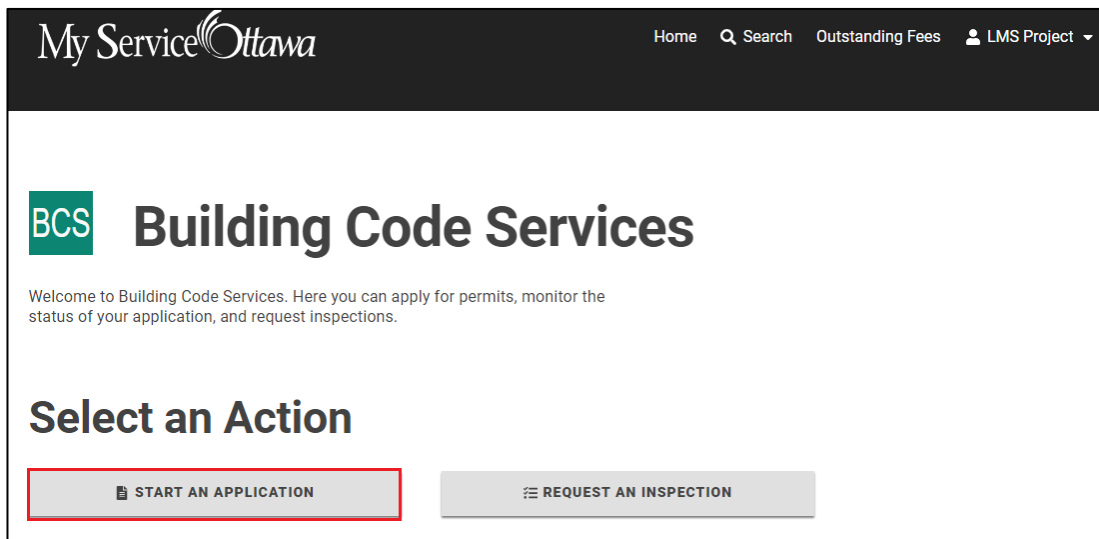 My Service Ottawa
Home Search Outstanding Fees LMS Project
BCS
Building Code Services
Welcome to Building Code Services. Here you can apply for permits, monitor the
status of your application, and request inspections.
Select an Action
START AN APPLICATION
REQUEST AN INSPECTION